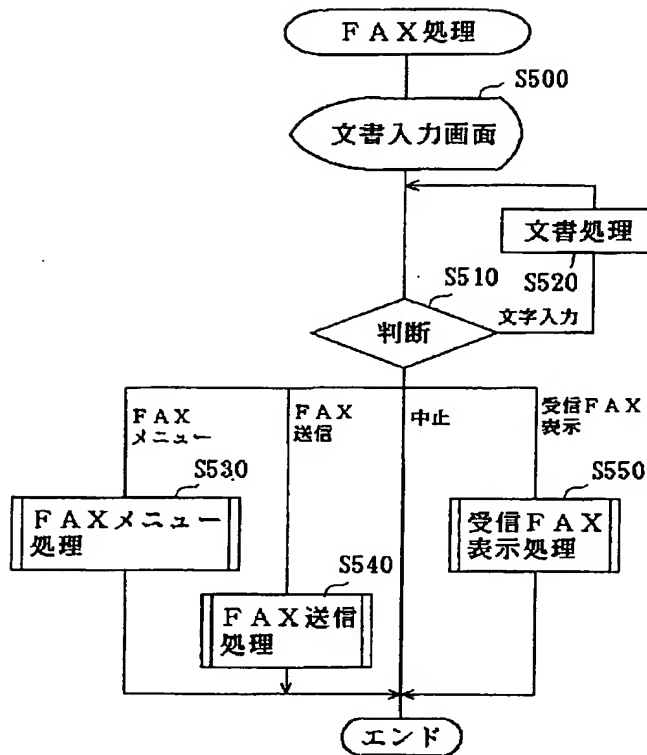 ＦＡＸ処理
S500
文書入力画面
文書処理
S520
S510
判断
文字入力
ＦＡＸ
メニュー
ＦＡＸ
送信
中止
受信ＦＡＸ
表示
S530
ＦＡＸメニュー
処理
S550
受信ＦＡＸ
表示処理
S540
ＦＡＸ送信
処理
エンド